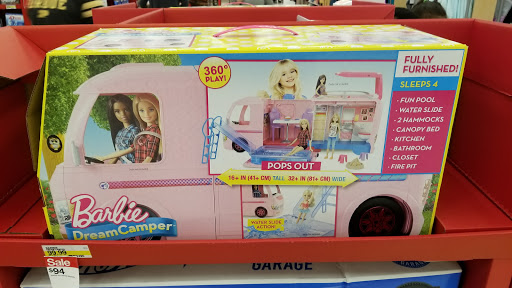 360°
PLAY!
FULLY
FURNISHED!
SLEEPS 4
• FUN POOL
• WATER SLIDE
• 2 HAMMOCKS
• CANOPY BED
• KITCHEN
• BATHROOM
• CLOSET
• FIRE PIT
POPS OUT
16+ IN (41+ CM) TALL 32+ IN (81+ CM) WIDE
WATER SLIDE
ACTION!
Barbie
DreamCamper
99.99
Sale
$94
GARAGE